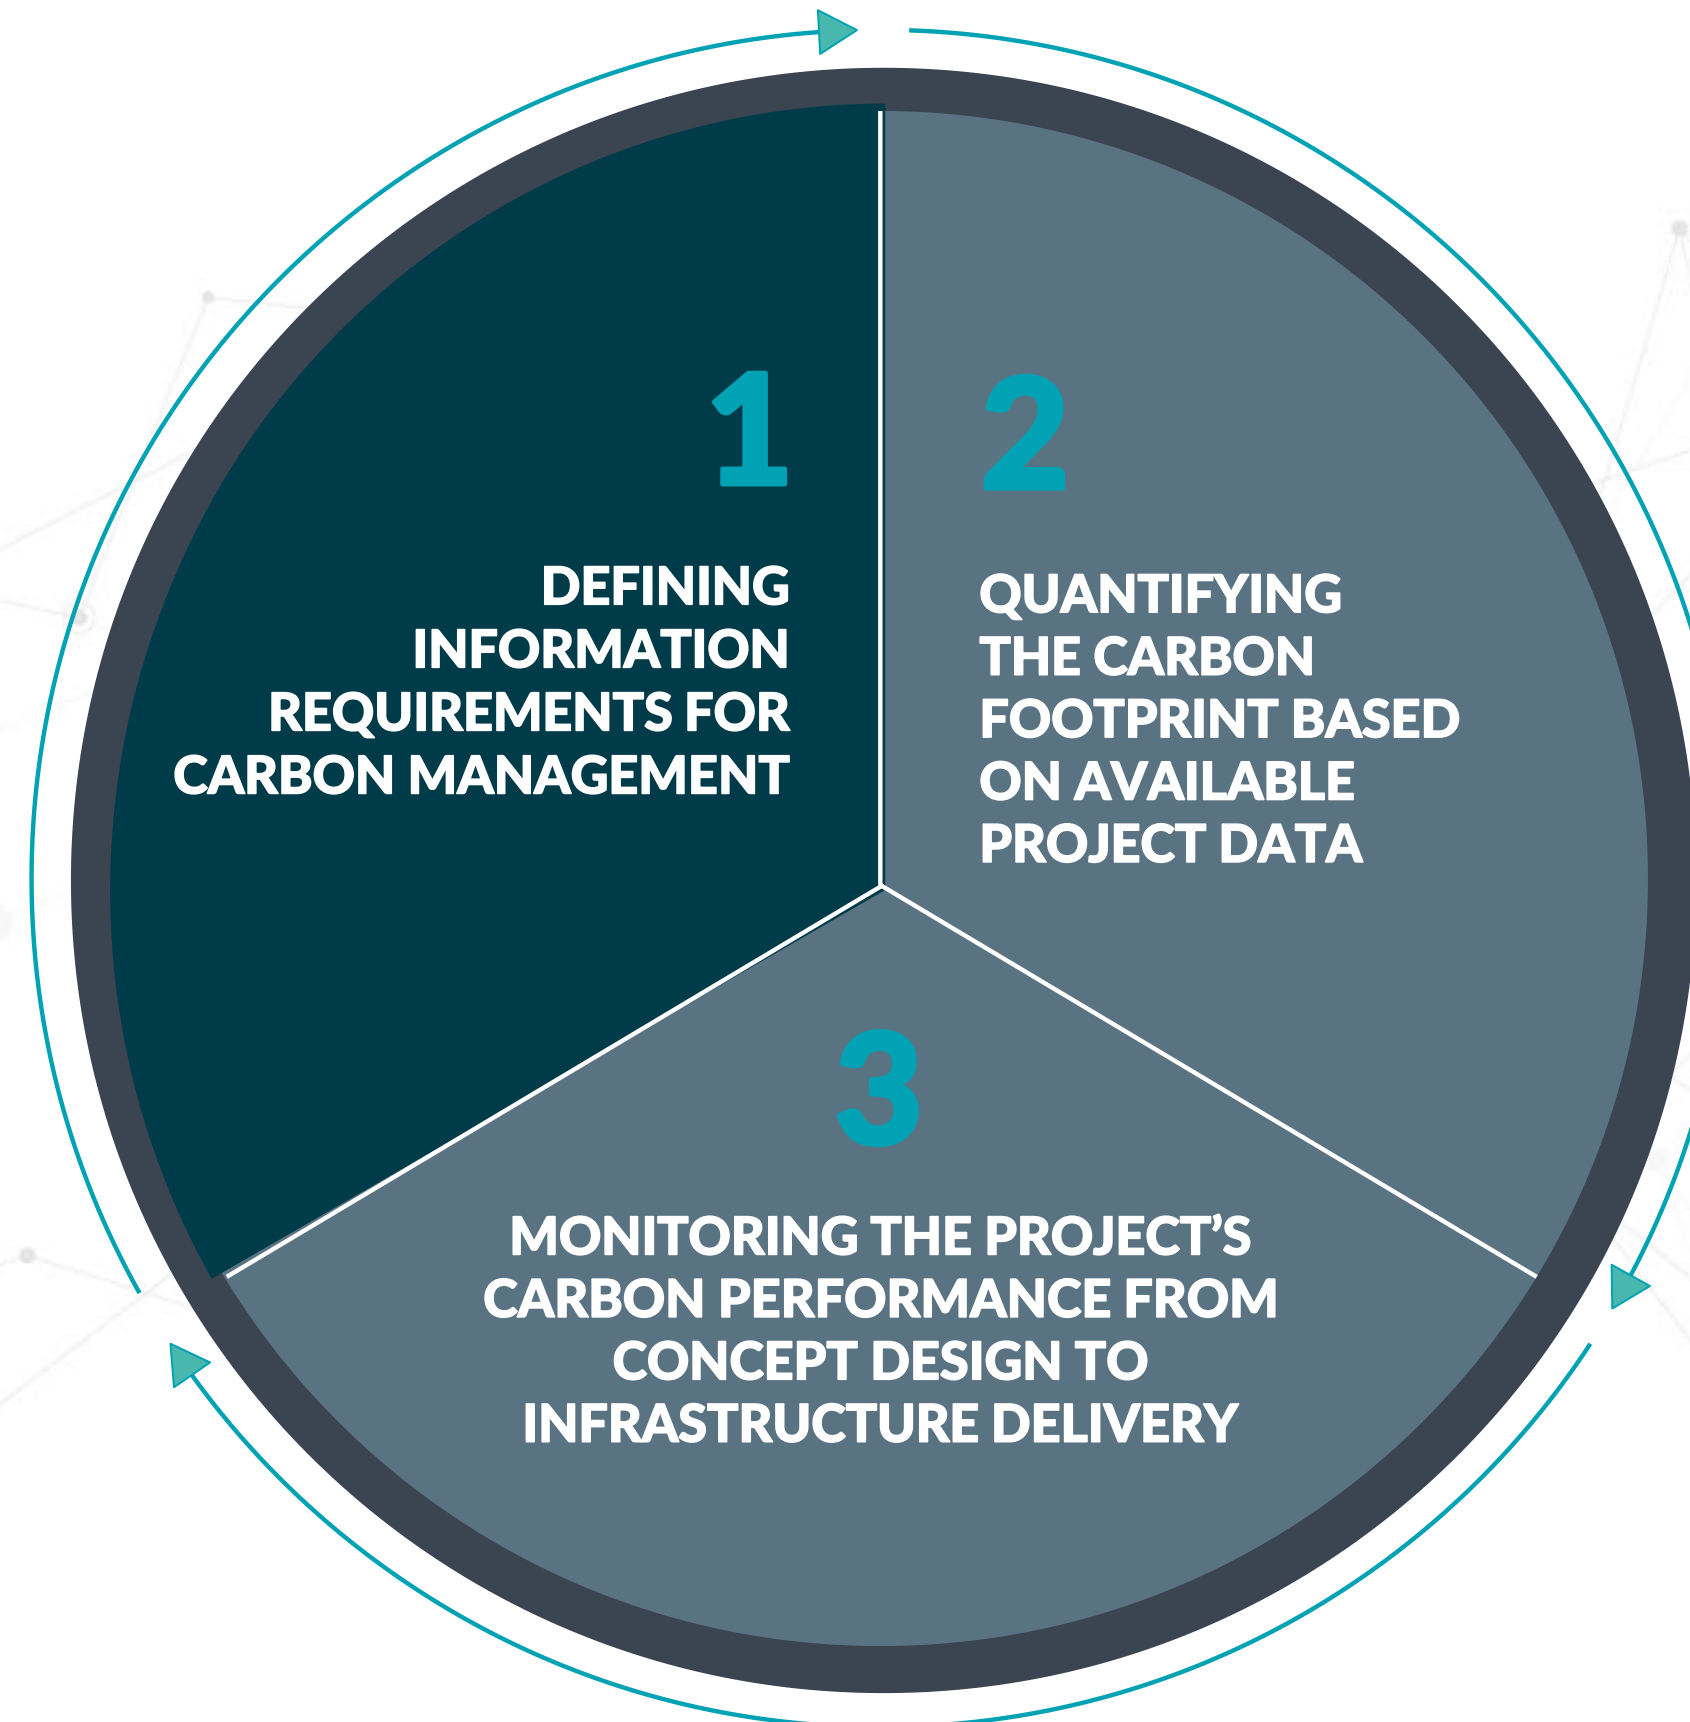 1
DEFINING
INFORMATION
REQUIREMENTS FOR
CARBON MANAGEMENT
2
QUANTIFYING
THE CARBON
FOOTPRINT BASED
ON AVAILABLE
PROJECT DATA
3
MONITORING THE PROJECT’S
CARBON PERFORMANCE FROM
CONCEPT DESIGN TO
INFRASTRUCTURE DELIVERY